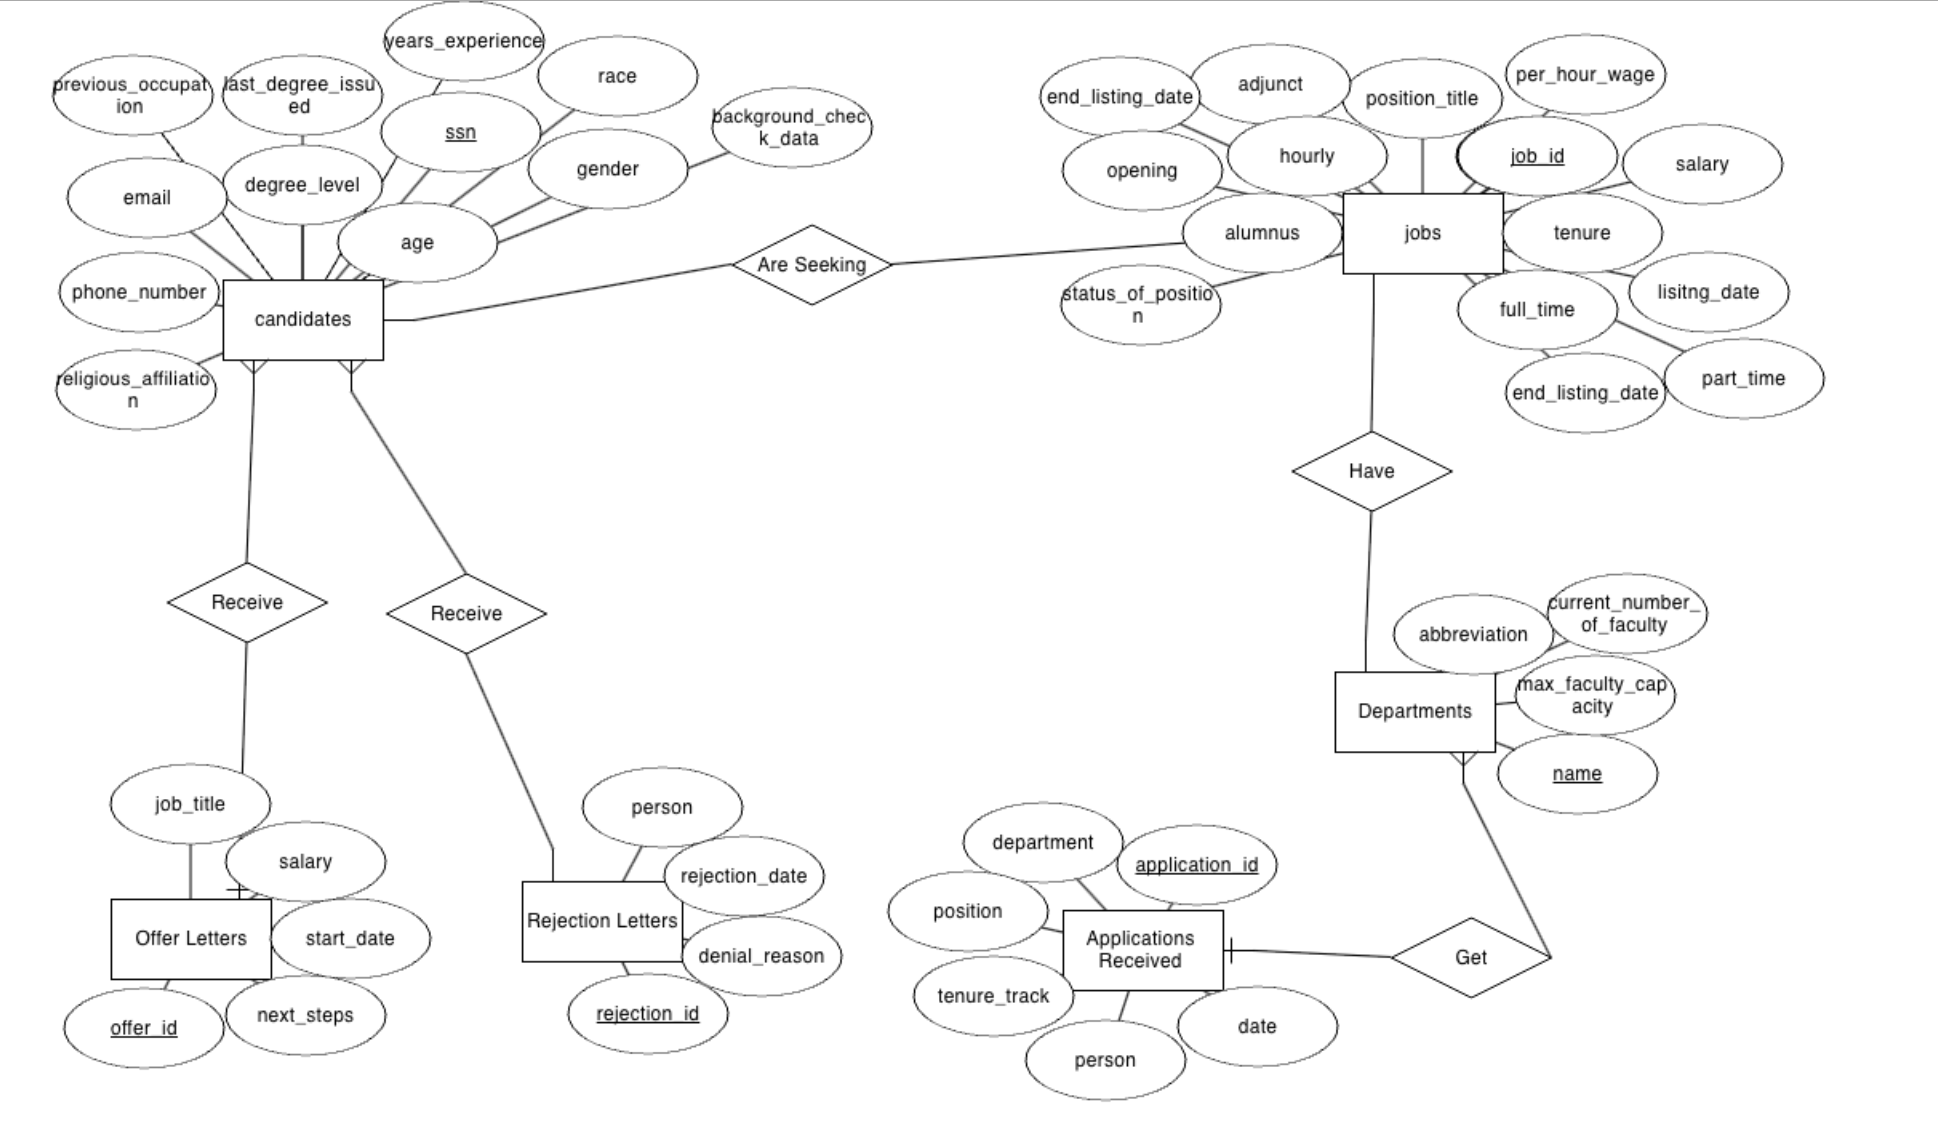 years_experience
previous_occupat
ion
last_degree_issu
ed
race
ssn
background_chec
k_data
email
degree_level
gender
age
phone_number
candidates
religious_affiliatio
n
Are Seeking
end_listing_date
adjunct
position_title
per_hour_wage
opening
hourly
job_id
salary
alumnus
jobs
tenure
status_of_positio
n
full_time
lisitng_date
end_listing_date
part_time
Have
Receive
Receive
abbreviation
current_number_
of_faculty
Departments
max_faculty_cap
acity
name
job_title
salary
Offer Letters
start_date
offer_id
next_steps
person
rejection_date
Rejection Letters
denial_reason
rejection_id
department
application_id
position
Applications
Received
tenure_track
person
date
Get